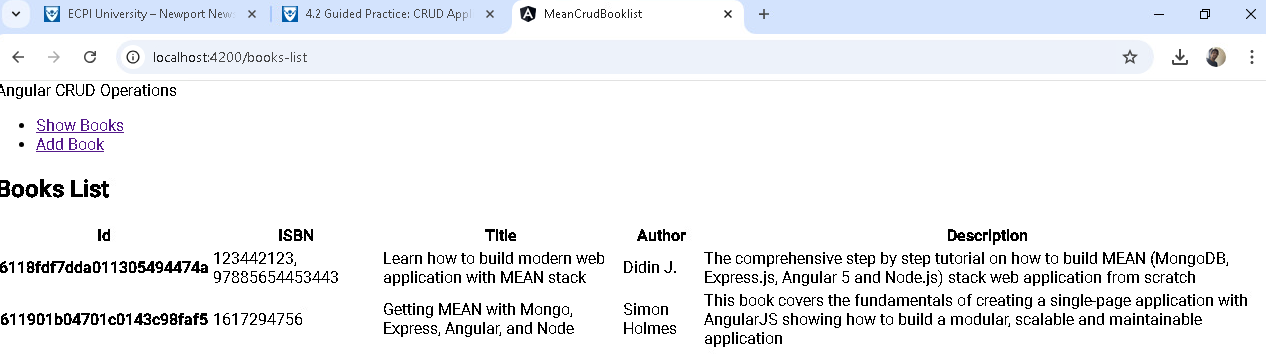 ECPI University – Newport New
4.2 Guided Practice: CRUD Appl
MeanCrudBooklist
localhost:4200/books-list
Angular CRUD Operations
Show Books
Add Book
Books List
Id ISBN Title Author Description
6118fdf7dda011305494474a 123442123, 97885654453443 Learn how to build modern web application with MEAN stack Didin J. The comprehensive step by step tutorial on how to build MEAN (MongoDB, Express.js, Angular 5 and Node.js) stack web application from scratch
611901b04701c0143c98faf5 1617294756 Getting MEAN with Mongo, Express, Angular, and Node Simon Holmes This book covers the fundamentals of creating a single-page application with AngularJS showing how to build a modular, scalable and maintainable application